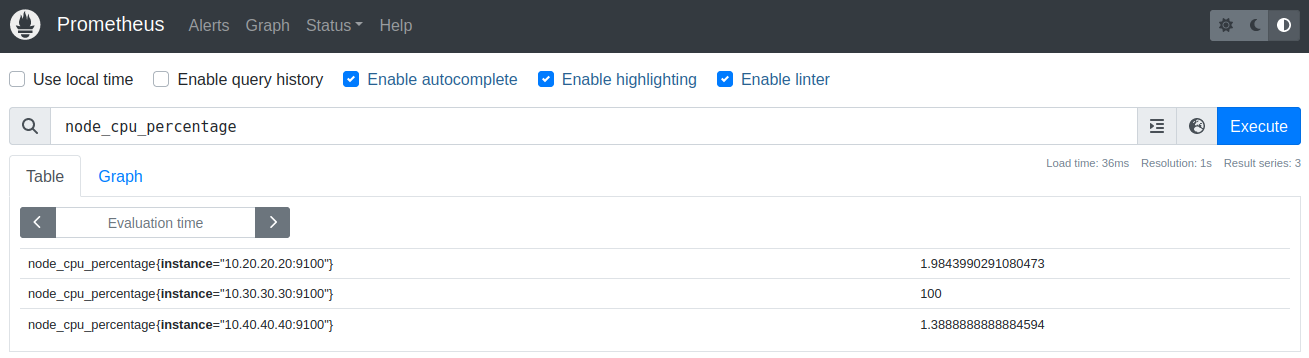 Prometheus Alerts Graph Status Help
Use local time Enable query history Enable autocomplete Enable highlighting Enable linter
node_cpu_percentage Execute
Load time: 36ms Resolution: 1s Result series: 3
Table Graph
Evaluation time
node_cpu_percentage{instance="10.20.20.20:9100"} 1.9843990291080473
node_cpu_percentage{instance="10.30.30.30:9100"} 100
node_cpu_percentage{instance="10.40.40.40:9100"} 1.3888888888884594